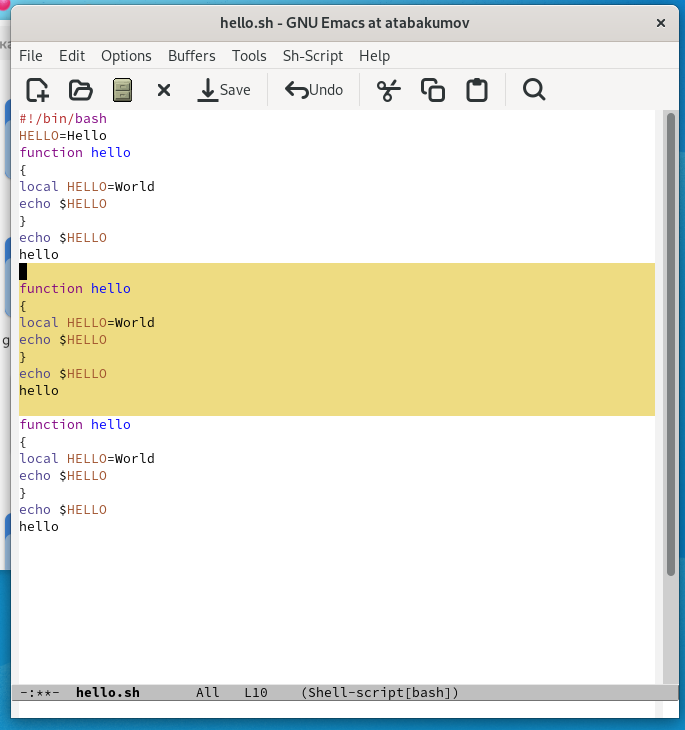 hello.sh - GNU Emacs at atabakumov
File Edit Options Buffers Tools Sh-Script Help
Save Undo
#!/bin/bash
HELLO=Hello
function hello
{
local HELLO=World
echo $HELLO
}
echo $HELLO
hello
function hello
{
local HELLO=World
echo $HELLO
}
echo $HELLO
hello
function hello
{
local HELLO=World
echo $HELLO
}
echo $HELLO
hello
-:**- hello.sh All L10 (Shell-script[bash])